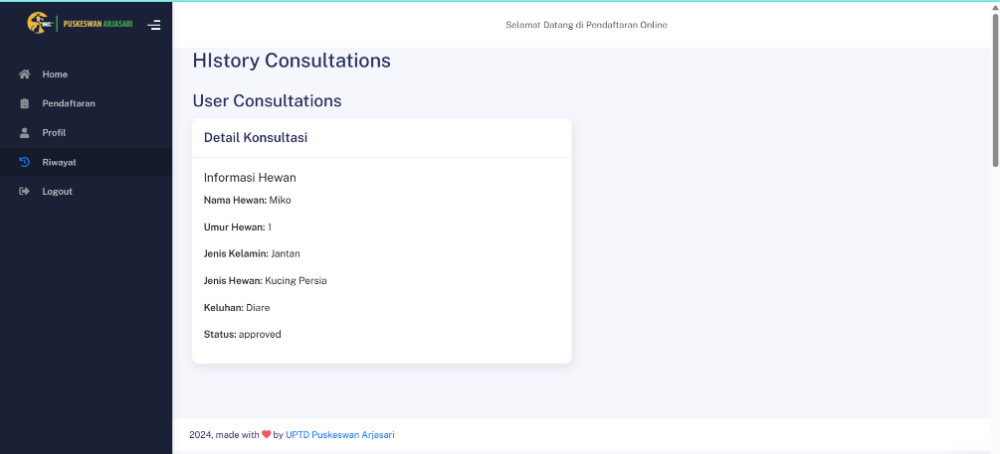 PUSKESWAN ARJASARI
Selamat Datang di Pendaftaran Online
Home
Pendaftaran
Profil
Riwayat
Logout
HIstory Consultations
User Consultations
Detail Konsultasi
Informasi Hewan
Nama Hewan: Miko
Umur Hewan: 1
Jenis Kelamin: Jantan
Jenis Hewan: Kucing Persia
Keluhan: Diare
Status: approved
2024, made with ❤ by UPTD Puskeswan Arjasari